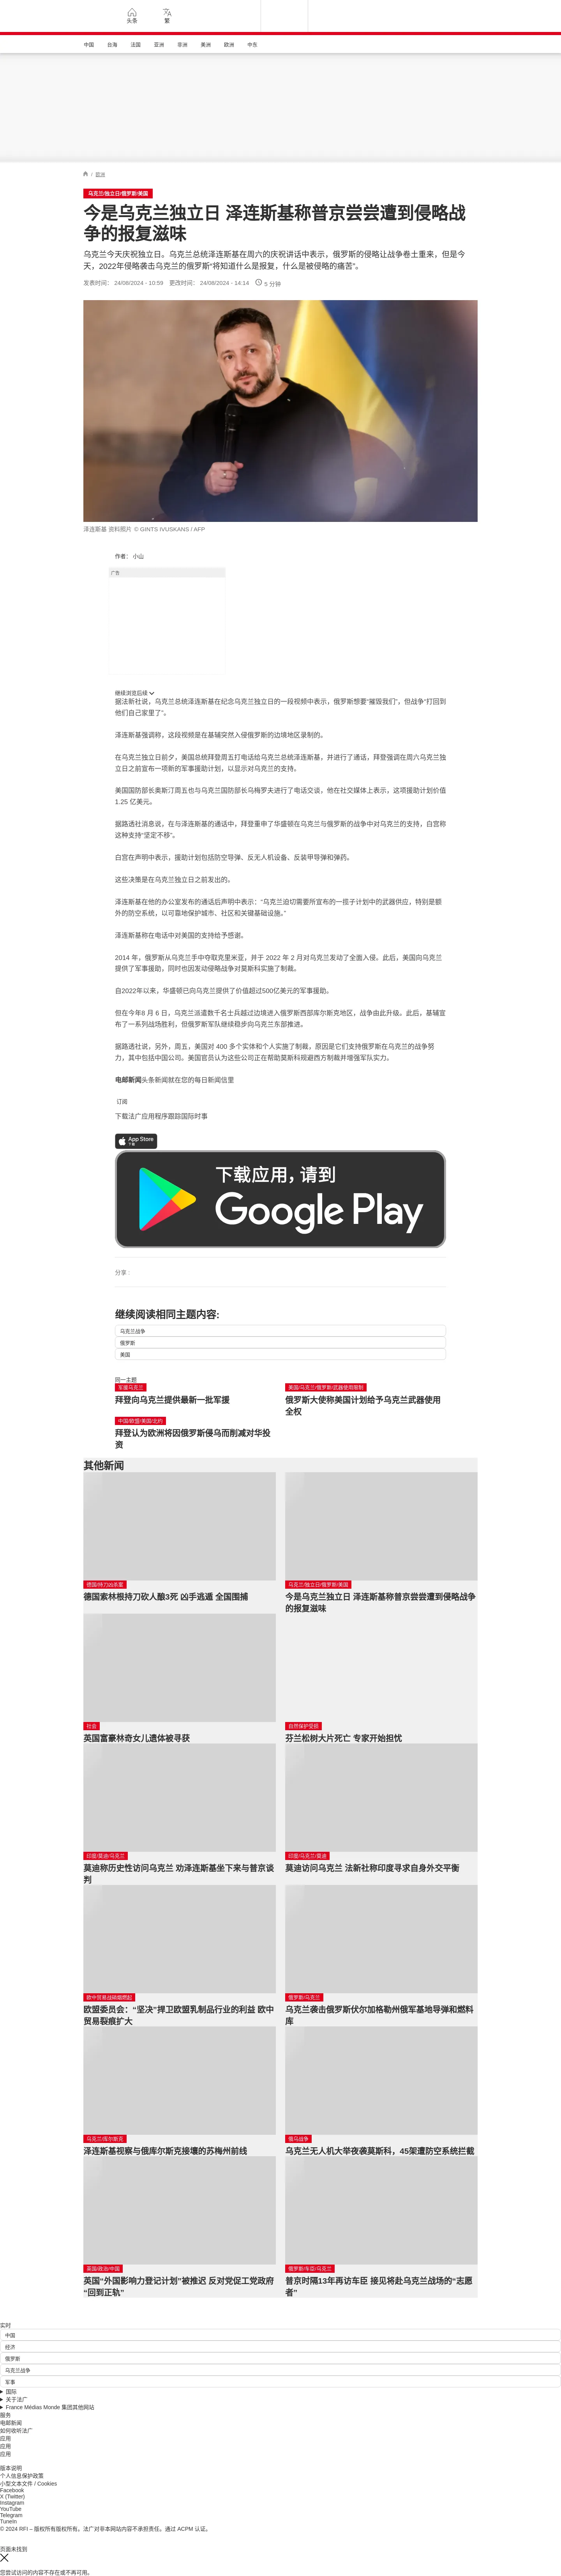 头条
繁
中国 台海 法国 亚洲 非洲 美洲 欧洲 中东
/ 欧洲
乌克兰/独立日/俄罗斯/美国
今是乌克兰独立日 泽连斯基称普京尝尝遭到侵略战
争的报复滋味
乌克兰今天庆祝独立日。乌克兰总统泽连斯基在周六的庆祝讲话中表示，俄罗斯的侵略让战争卷土重来，但是今
天，2022年侵略袭击乌克兰的俄罗斯“将知道什么是报复，什么是被侵略的痛苦”。
发表时间： 24/08/2024 - 10:59 更改时间： 24/08/2024 - 14:14 5 分钟
泽连斯基 资料照片 © GINTS IVUSKANS / AFP
作者： 小山
广告
继续浏览后续
据法新社说，乌克兰总统泽连斯基在纪念乌克兰独立日的一段视频中表示，俄罗斯想要“摧毁我们”，但战争“打回到
他们自己家里了”。
泽连斯基强调称，这段视频是在基辅突然入侵俄罗斯的边境地区录制的。
在乌克兰独立日前夕，美国总统拜登周五打电话给乌克兰总统泽连斯基，并进行了通话，拜登强调在周六乌克兰独
立日之前宣布一项新的军事援助计划，以显示对乌克兰的支持。
美国国防部长奥斯汀周五也与乌克兰国防部长乌梅罗夫进行了电话交谈，他在社交媒体上表示，这项援助计划价值
1.25 亿美元。
据路透社消息说，在与泽连斯基的通话中，拜登重申了华盛顿在乌克兰与俄罗斯的战争中对乌克兰的支持，白宫称
这种支持“坚定不移”。
白宫在声明中表示，援助计划包括防空导弹、反无人机设备、反装甲导弹和弹药。
这些决策是在乌克兰独立日之前发出的。
泽连斯基在他的办公室发布的通话后声明中表示：“乌克兰迫切需要所宣布的一揽子计划中的武器供应，特别是额
外的防空系统，以可靠地保护城市、社区和关键基础设施。”
泽连斯基称在电话中对美国的支持给予感谢。
2014 年，俄罗斯从乌克兰手中夺取克里米亚，并于 2022 年 2 月对乌克兰发动了全面入侵。此后，美国向乌克兰
提供了军事援助，同时也因发动侵略战争对莫斯科实施了制裁。
自2022年以来，华盛顿已向乌克兰提供了价值超过500亿美元的军事援助。
但在今年8 月 6 日，乌克兰派遣数千名士兵越过边境进入俄罗斯西部库尔斯克地区，战争由此升级。此后，基辅宣
布了一系列战场胜利，但俄罗斯军队继续稳步向乌克兰东部推进。
据路透社说，另外，周五，美国对 400 多个实体和个人实施了制裁，原因是它们支持俄罗斯在乌克兰的战争努
力，其中包括中国公司。美国官员认为这些公司正在帮助莫斯科规避西方制裁并增强军队实力。
电邮新闻头条新闻就在您的每日新闻信里
订阅
下载法广应用程序跟踪国际时事
App Store
下载
下载应用，请到
Google Play
分享 :
继续阅读相同主题内容:
乌克兰战争
俄罗斯
美国
同一主题
军援乌克兰
拜登向乌克兰提供最新一批军援
美国/乌克兰/俄罗斯/武器使用限制
俄罗斯大使称美国计划给予乌克兰武器使用
全权
中国/欧盟/美国/北约
拜登认为欧洲将因俄罗斯侵乌而削减对华投
资
其他新闻
德国/持刀凶杀案
德国索林根持刀砍人酿3死 凶手逃遁 全国围捕
乌克兰/独立日/俄罗斯/美国
今是乌克兰独立日 泽连斯基称普京尝尝遭到侵略战争
的报复滋味
社会
英国富豪林奇女儿遗体被寻获
自然保护受损
芬兰松树大片死亡 专家开始担忧
印度/莫迪/乌克兰
莫迪称历史性访问乌克兰 劝泽连斯基坐下来与普京谈
判
印度/乌克兰/莫迪
莫迪访问乌克兰 法新社称印度寻求自身外交平衡
欧中贸易战硝烟燃起
欧盟委员会：“坚决”捍卫欧盟乳制品行业的利益 欧中
贸易裂痕扩大
俄罗斯/乌克兰
乌克兰袭击俄罗斯伏尔加格勒州俄军基地导弹和燃料
库
乌克兰/库尔斯克
泽连斯基视察与俄库尔斯克接壤的苏梅州前线
俄乌战争
乌克兰无人机大举夜袭莫斯科，45架遭防空系统拦截
英国/政治/中国
英国“外国影响力登记计划”被推迟 反对党促工党政府
“回到正轨”
俄罗斯/车臣/乌克兰
普京时隔13年再访车臣 接见将赴乌克兰战场的“志愿
者”
实时
中国
经济
俄罗斯
乌克兰战争
军事
国际
关于法广
France Médias Monde 集团其他网站
服务
电邮新闻
如何收听法广
应用
应用
应用
版本说明
个人信息保护政策
小型文本文件 / Cookies
Facebook
X (Twitter)
Instagram
YouTube
Telegram
TuneIn
© 2024 RFI – 版权所有版权所有。法广对非本网站内容不承担责任。通过 ACPM 认证。
页面未找到
您尝试访问的内容不存在或不再可用。